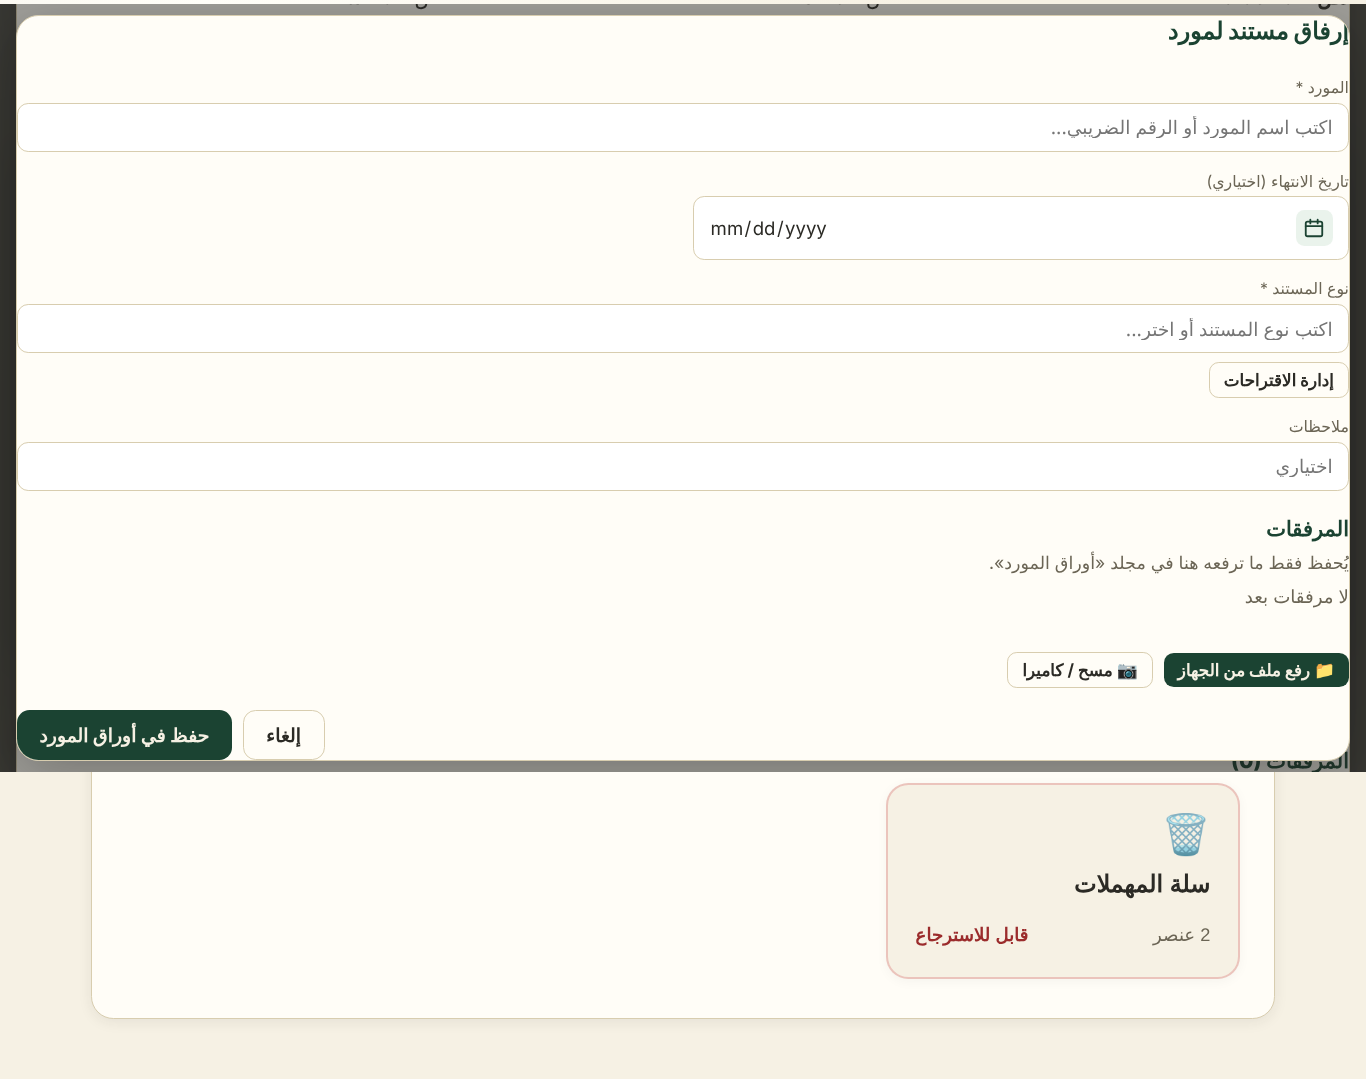 إرفاق مستند لمورد
المورد *
اكتب اسم المورد أو الرقم الضريبي...
تاريخ الانتهاء (اختياري)
mm/dd/yyyy
نوع المستند *
اكتب نوع المستند أو اختر...
إدارة الاقتراحات
ملاحظات
اختياري
المرفقات
يُحفظ فقط ما ترفعه هنا في مجلد «أوراق المورد».
لا مرفقات بعد
📁 رفع ملف من الجهاز
📷 مسح / كاميرا
إلغاء
حفظ في أوراق المورد
المرفقات (0)
سلة المهملات
2 عنصر
قابل للاسترجاع